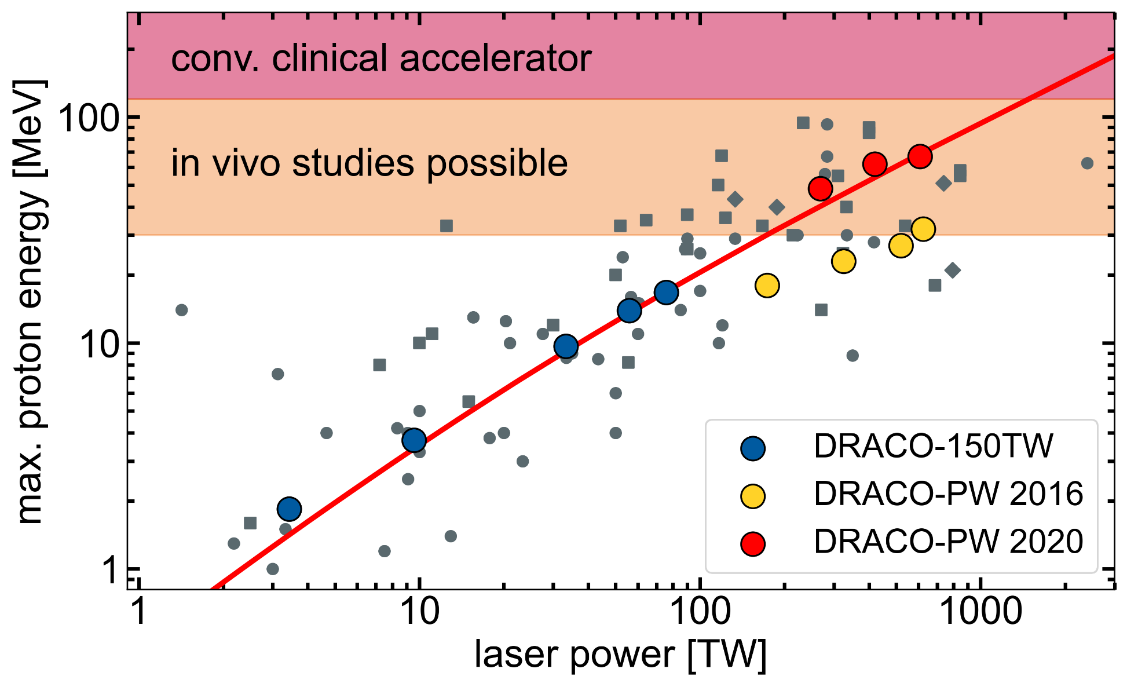 conv. clinical accelerator
in vivo studies possible
max. proton energy [MeV]
100
10
1
DRACO-150TW
DRACO-PW 2016
DRACO-PW 2020
1 10 100 1000
laser power [TW]